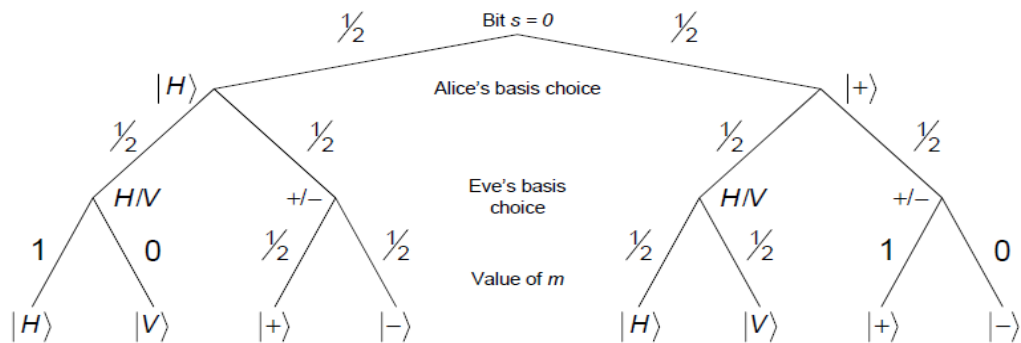 ½ Bit s = 0 ½
|H⟩ Alice's basis choice |+⟩
½ ½ ½ ½
H/V +/− Eve's basis choice H/V +/−
1 0 ½ ½ Value of m ½ ½ 1 0
|H⟩ |V⟩ |+⟩ |−⟩ |H⟩ |V⟩ |+⟩ |−⟩